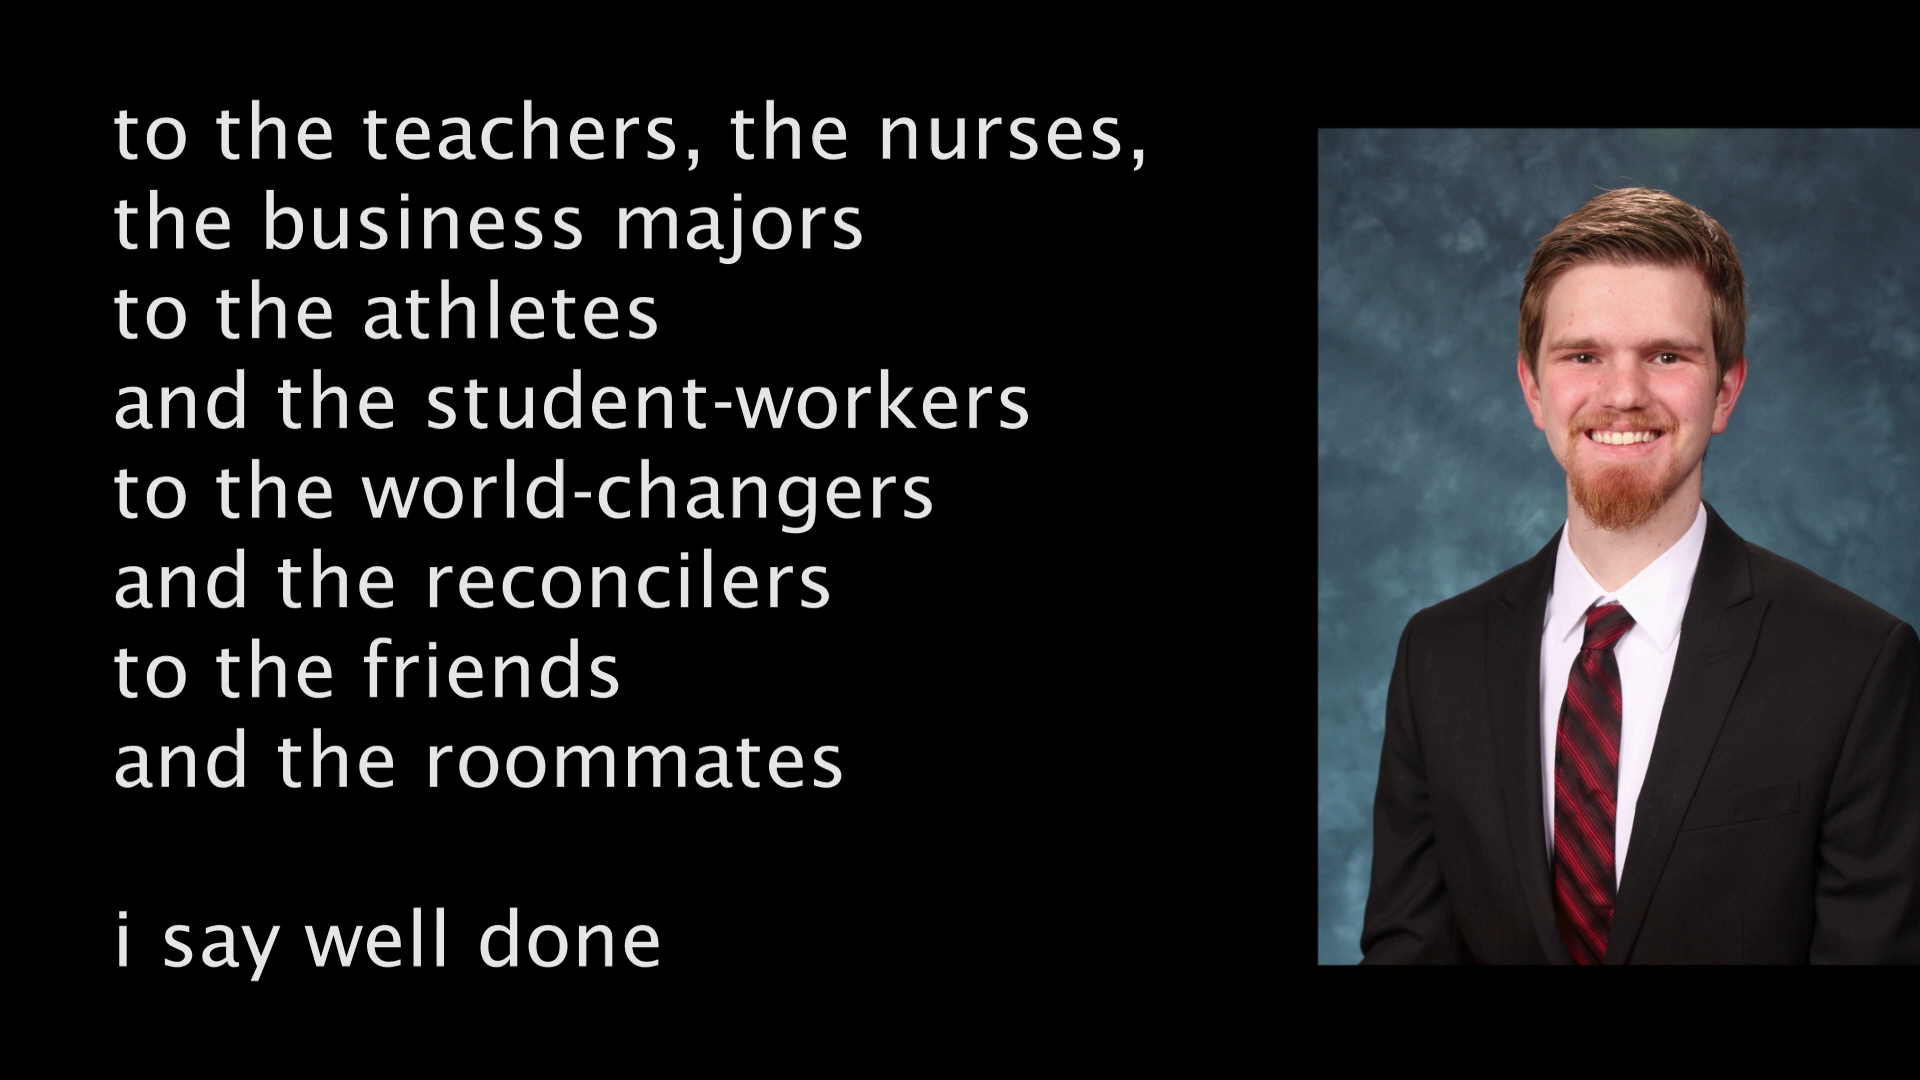 to the teachers, the nurses,
the business majors
to the athletes
and the student-workers
to the world-changers
and the reconcilers
to the friends
and the roommates
i say well done